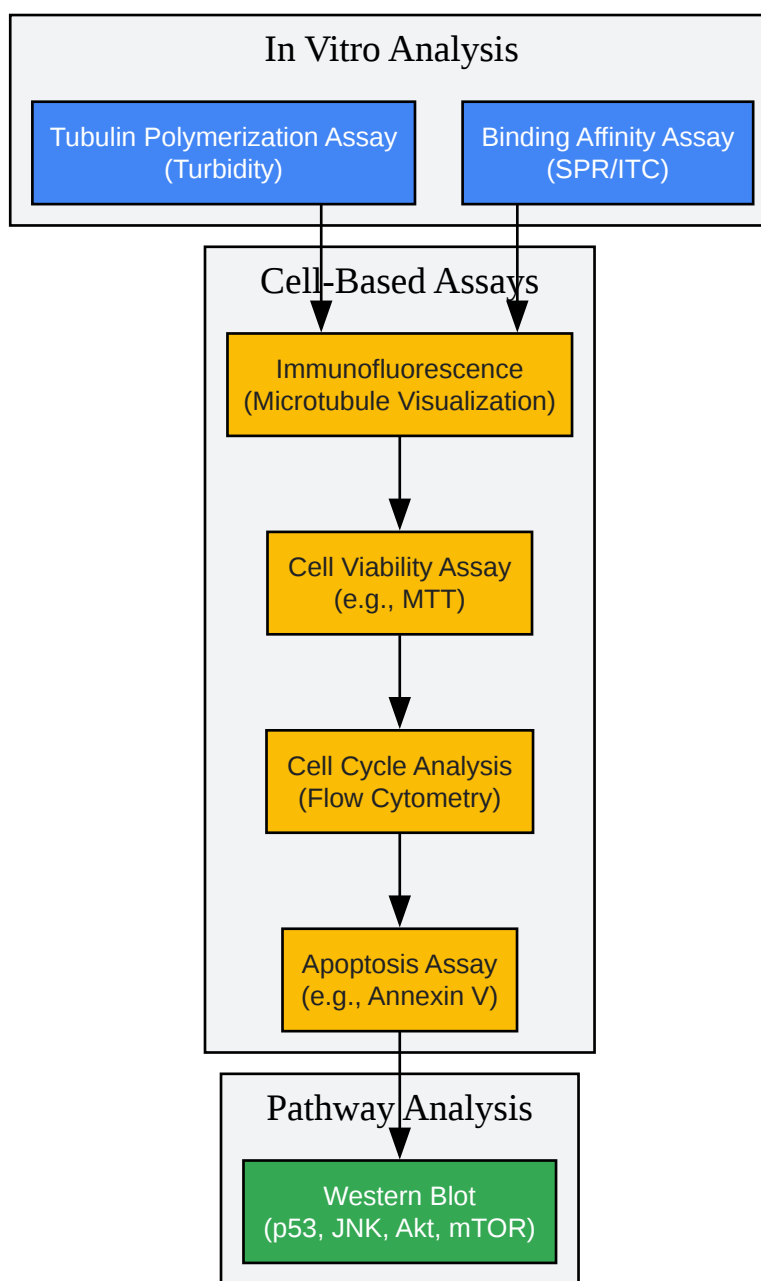 In Vitro Analysis
Tubulin Polymerization Assay
(Turbidity)
Binding Affinity Assay
(SPR/ITC)
Cell-Based Assays
Immunofluorescence
(Microtubule Visualization)
Cell Viability Assay
(e.g., MTT)
Cell Cycle Analysis
(Flow Cytometry)
Apoptosis Assay
(e.g., Annexin V)
Pathway Analysis
Western Blot
(p53, JNK, Akt, mTOR)